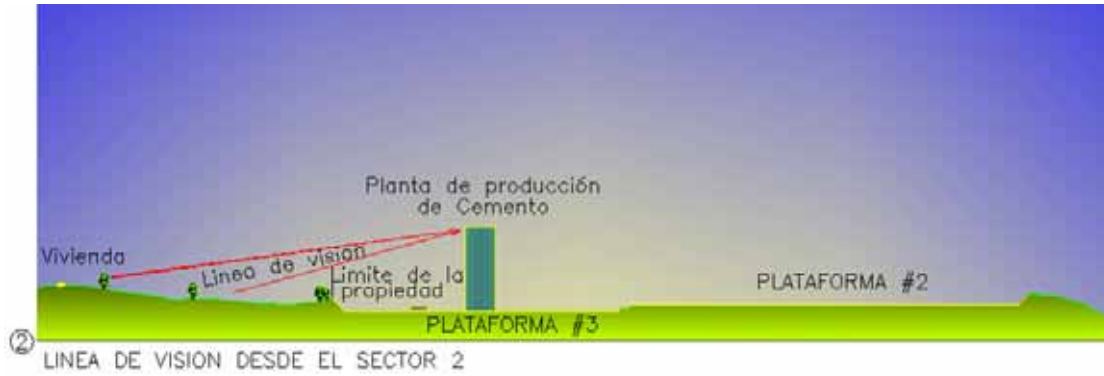 Planta de producción
de Cemento
Vivienda
Linea de vision
Limite de la
propiedad
PLATAFORMA #2
PLATAFORMA #3
2
LINEA DE VISION DESDE EL SECTOR 2